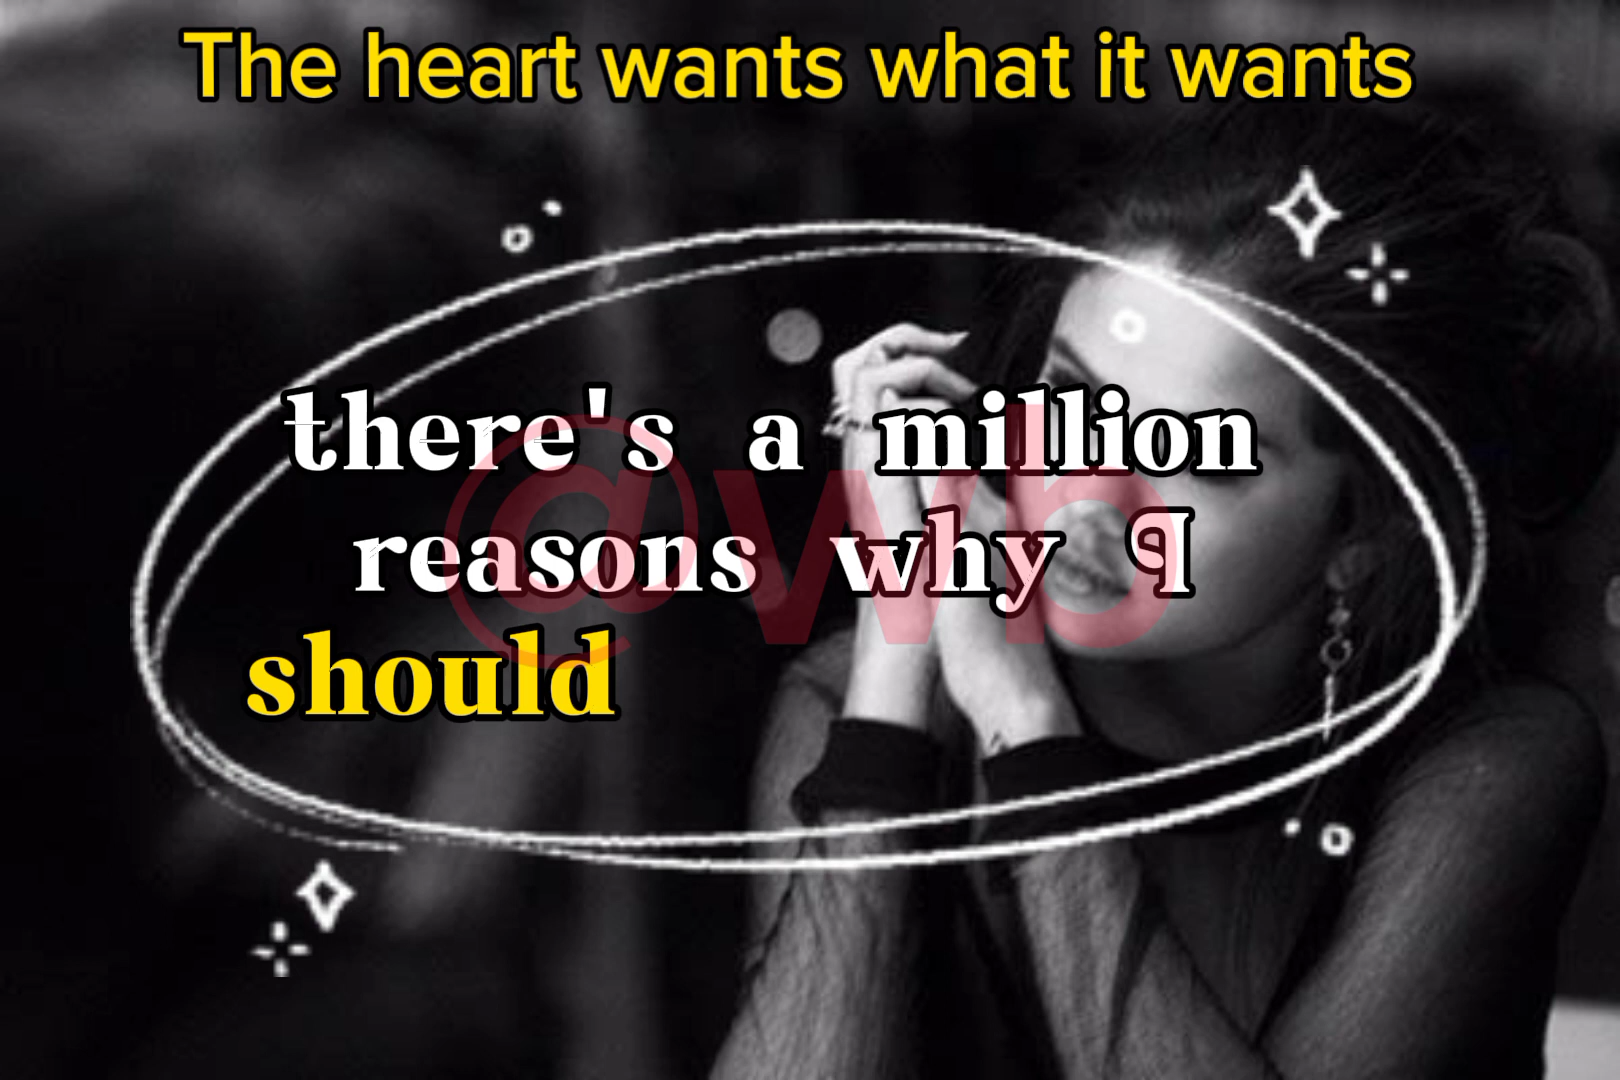 The heart wants what it wants
there's a million
reasons why I
should
@wb